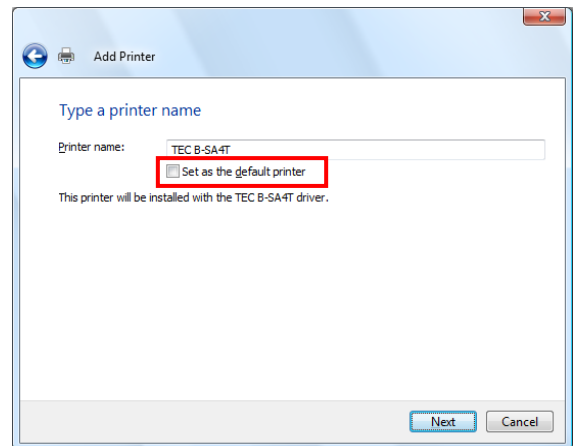 Add Printer
Type a printer name
Printer name:
TEC B-SA4T
Set as the default printer
This printer will be installed with the TEC B-SA4T driver.
Next
Cancel